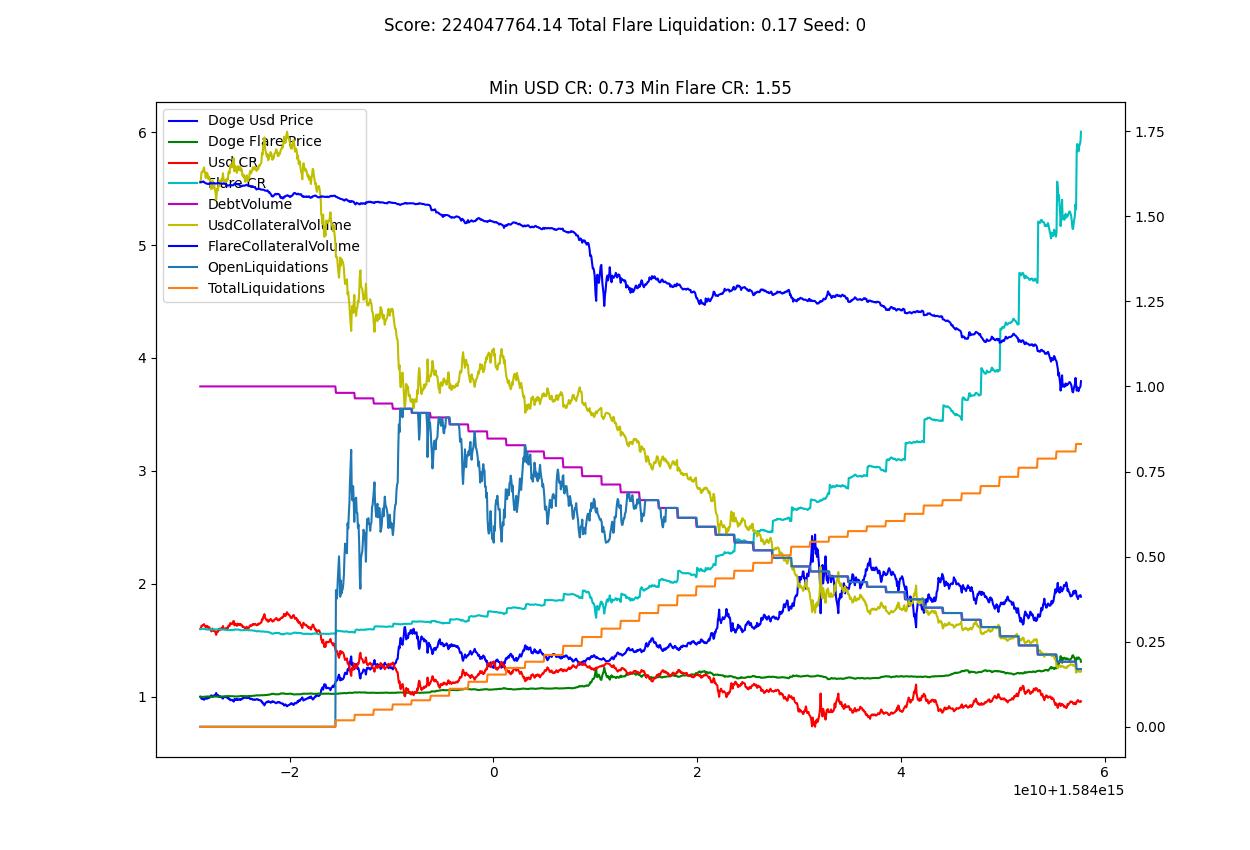 Score: 224047764.14 Total Flare Liquidation: 0.17 Seed: 0
Min USD CR: 0.73 Min Flare CR: 1.55
Doge Usd Price
Doge Flare Price
Usd CR
Flare CR
DebtVolume
UsdCollateralVolume
FlareCollateralVolume
OpenLiquidations
TotalLiquidations
6
5
4
3
2
1
1.75
1.50
1.25
1.00
0.75
0.50
0.25
0.00
−2 0 2 4 6
1e10+1.584e15